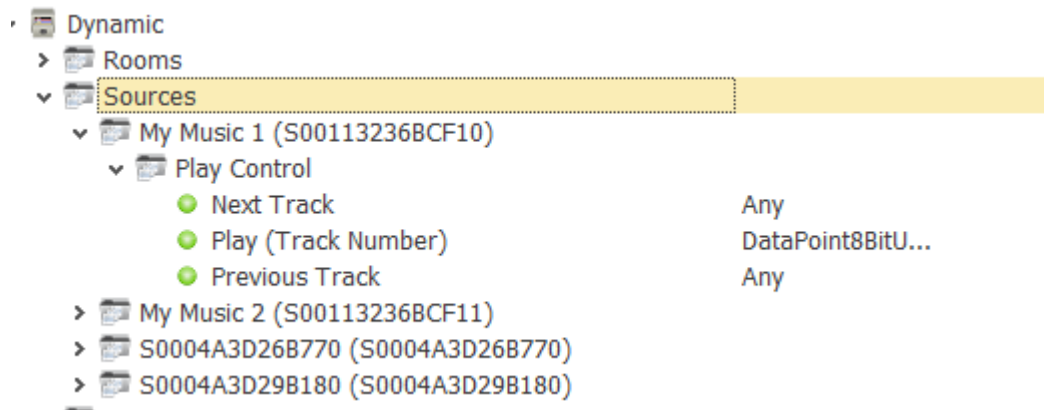 Dynamic
Rooms
Sources
My Music 1 (S00113236BCF10)
Play Control
Next Track Any
Play (Track Number) DataPoint8BitU...
Previous Track Any
My Music 2 (S00113236BCF11)
S0004A3D26B770 (S0004A3D26B770)
S0004A3D29B180 (S0004A3D29B180)